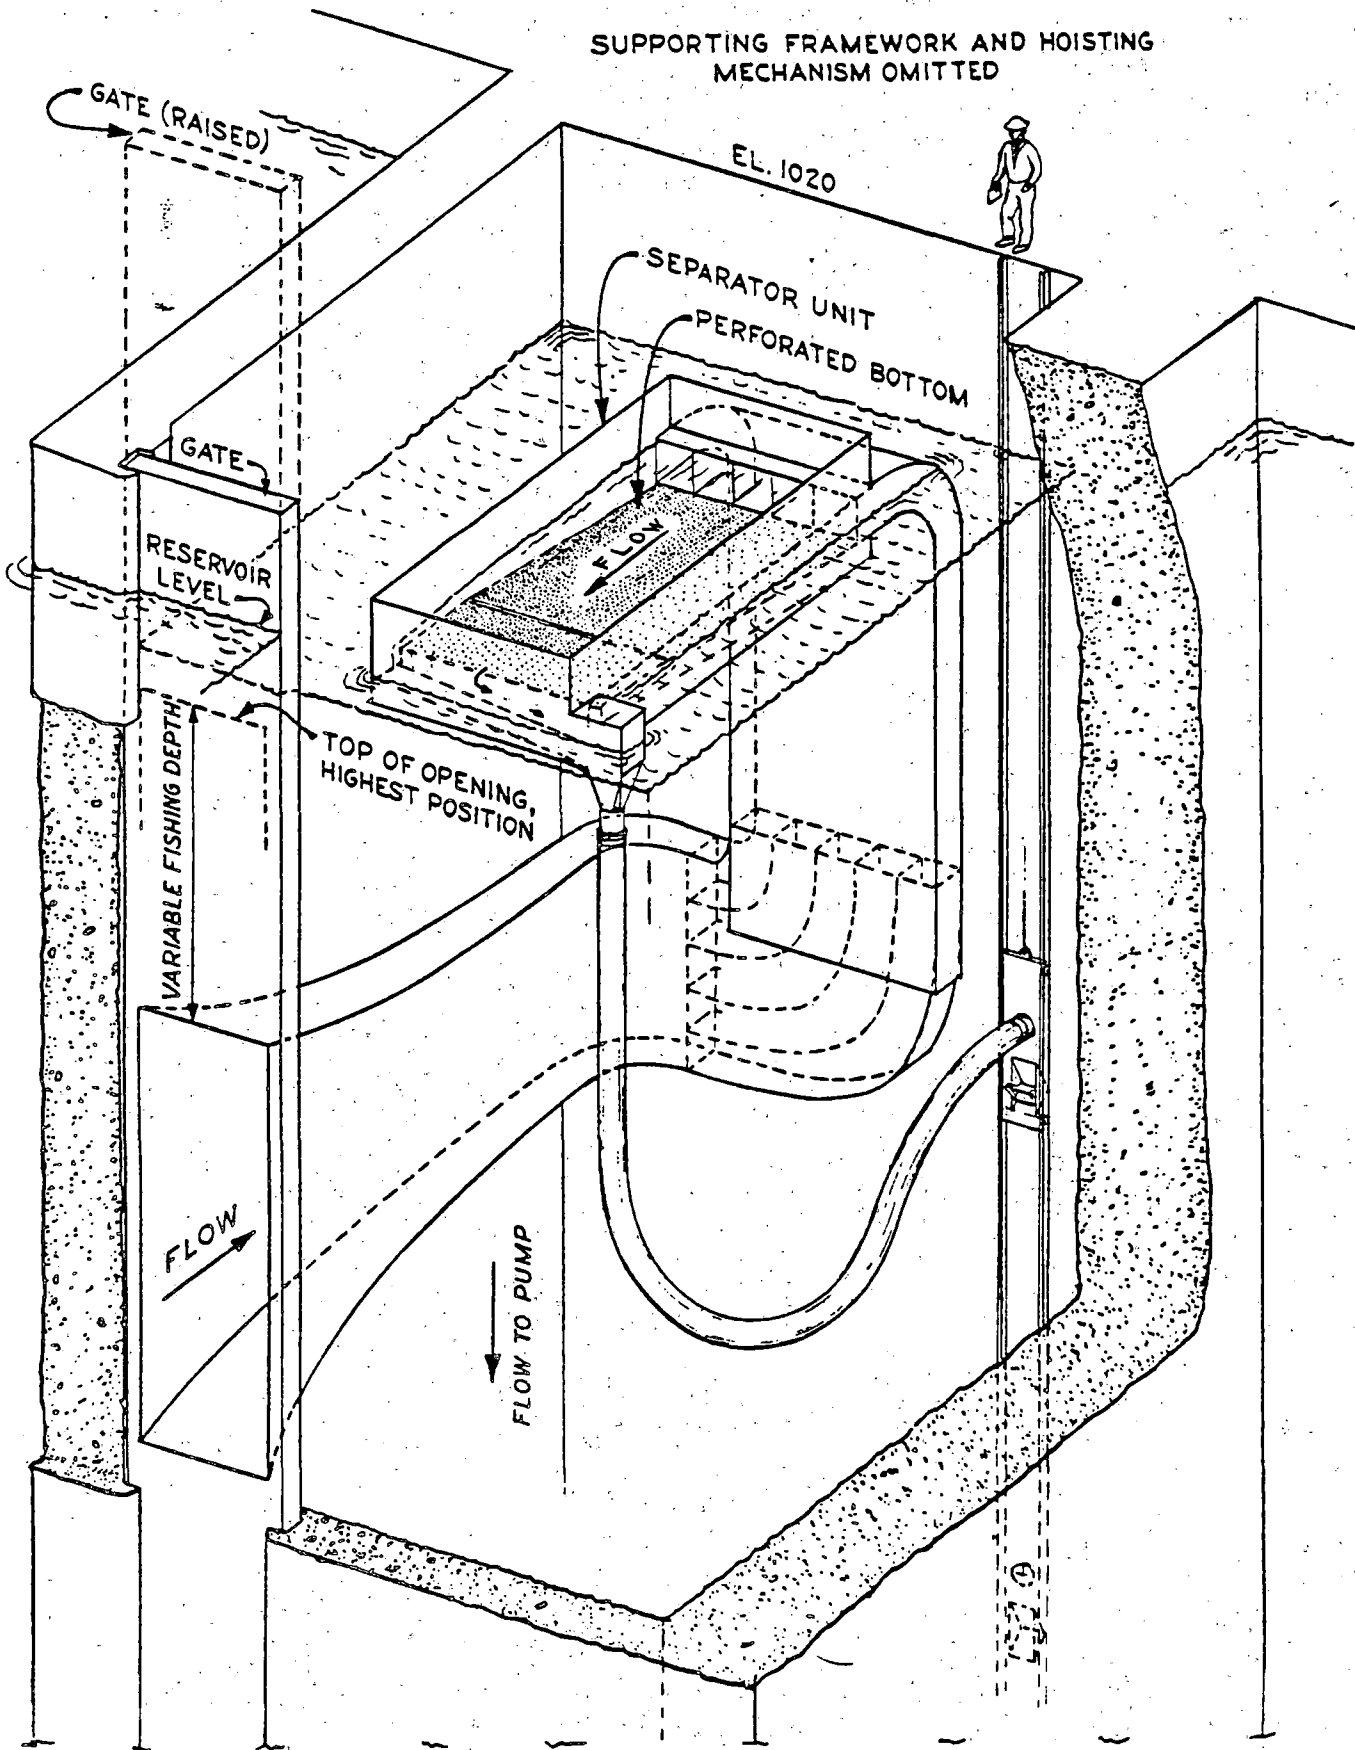 SUPPORTING FRAMEWORK AND HOISTING
MECHANISM OMITTED
GATE (RAISED)
EL. 1020
SEPARATOR UNIT
PERFORATED BOTTOM
GATE
FLOW
RESERVOIR
LEVEL
TOP OF OPENING,
HIGHEST POSITION
VARIABLE FISHING DEPTH
FLOW
FLOW TO PUMP